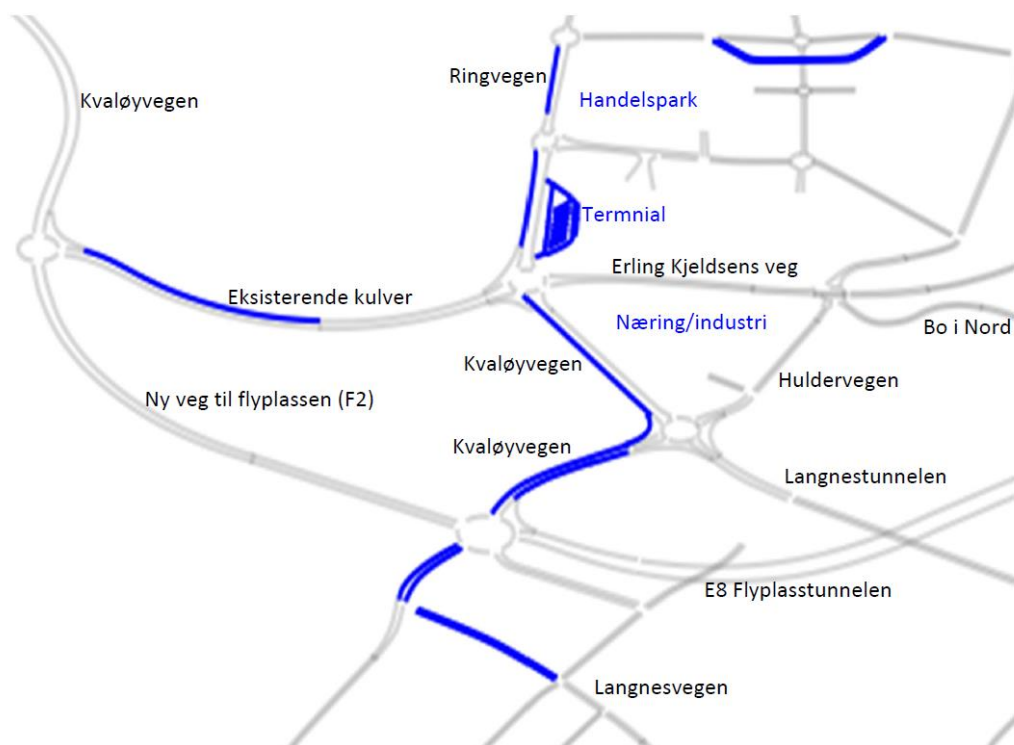 Ringvegen
Kvaløyvegen
Handelspark
Termnial
Erling Kjeldsens veg
Eksisterende kulver
Næring/industri
Bo i Nord
Kvaløyvegen
Huldervegen
Ny veg til flyplassen (F2)
Kvaløyvegen
Langnestunnelen
E8 Flyplasstunnelen
Langnesvegen